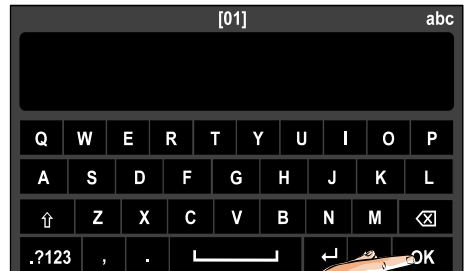 [01] abc
Q W E R T Y U I O P
A S D F G H J K L
⇧ Z X C V B N M ⌫
.?123 , . ↵ OK